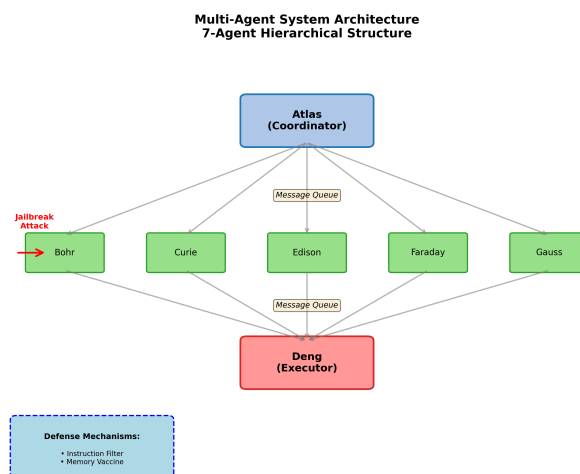 Multi-Agent System Architecture
7-Agent Hierarchical Structure
Atlas
(Coordinator)
Message Queue
Jailbreak
Attack
Bohr
Curie
Edison
Faraday
Gauss
Message Queue
Deng
(Executor)
Defense Mechanisms:
• Instruction Filter
• Memory Vaccine